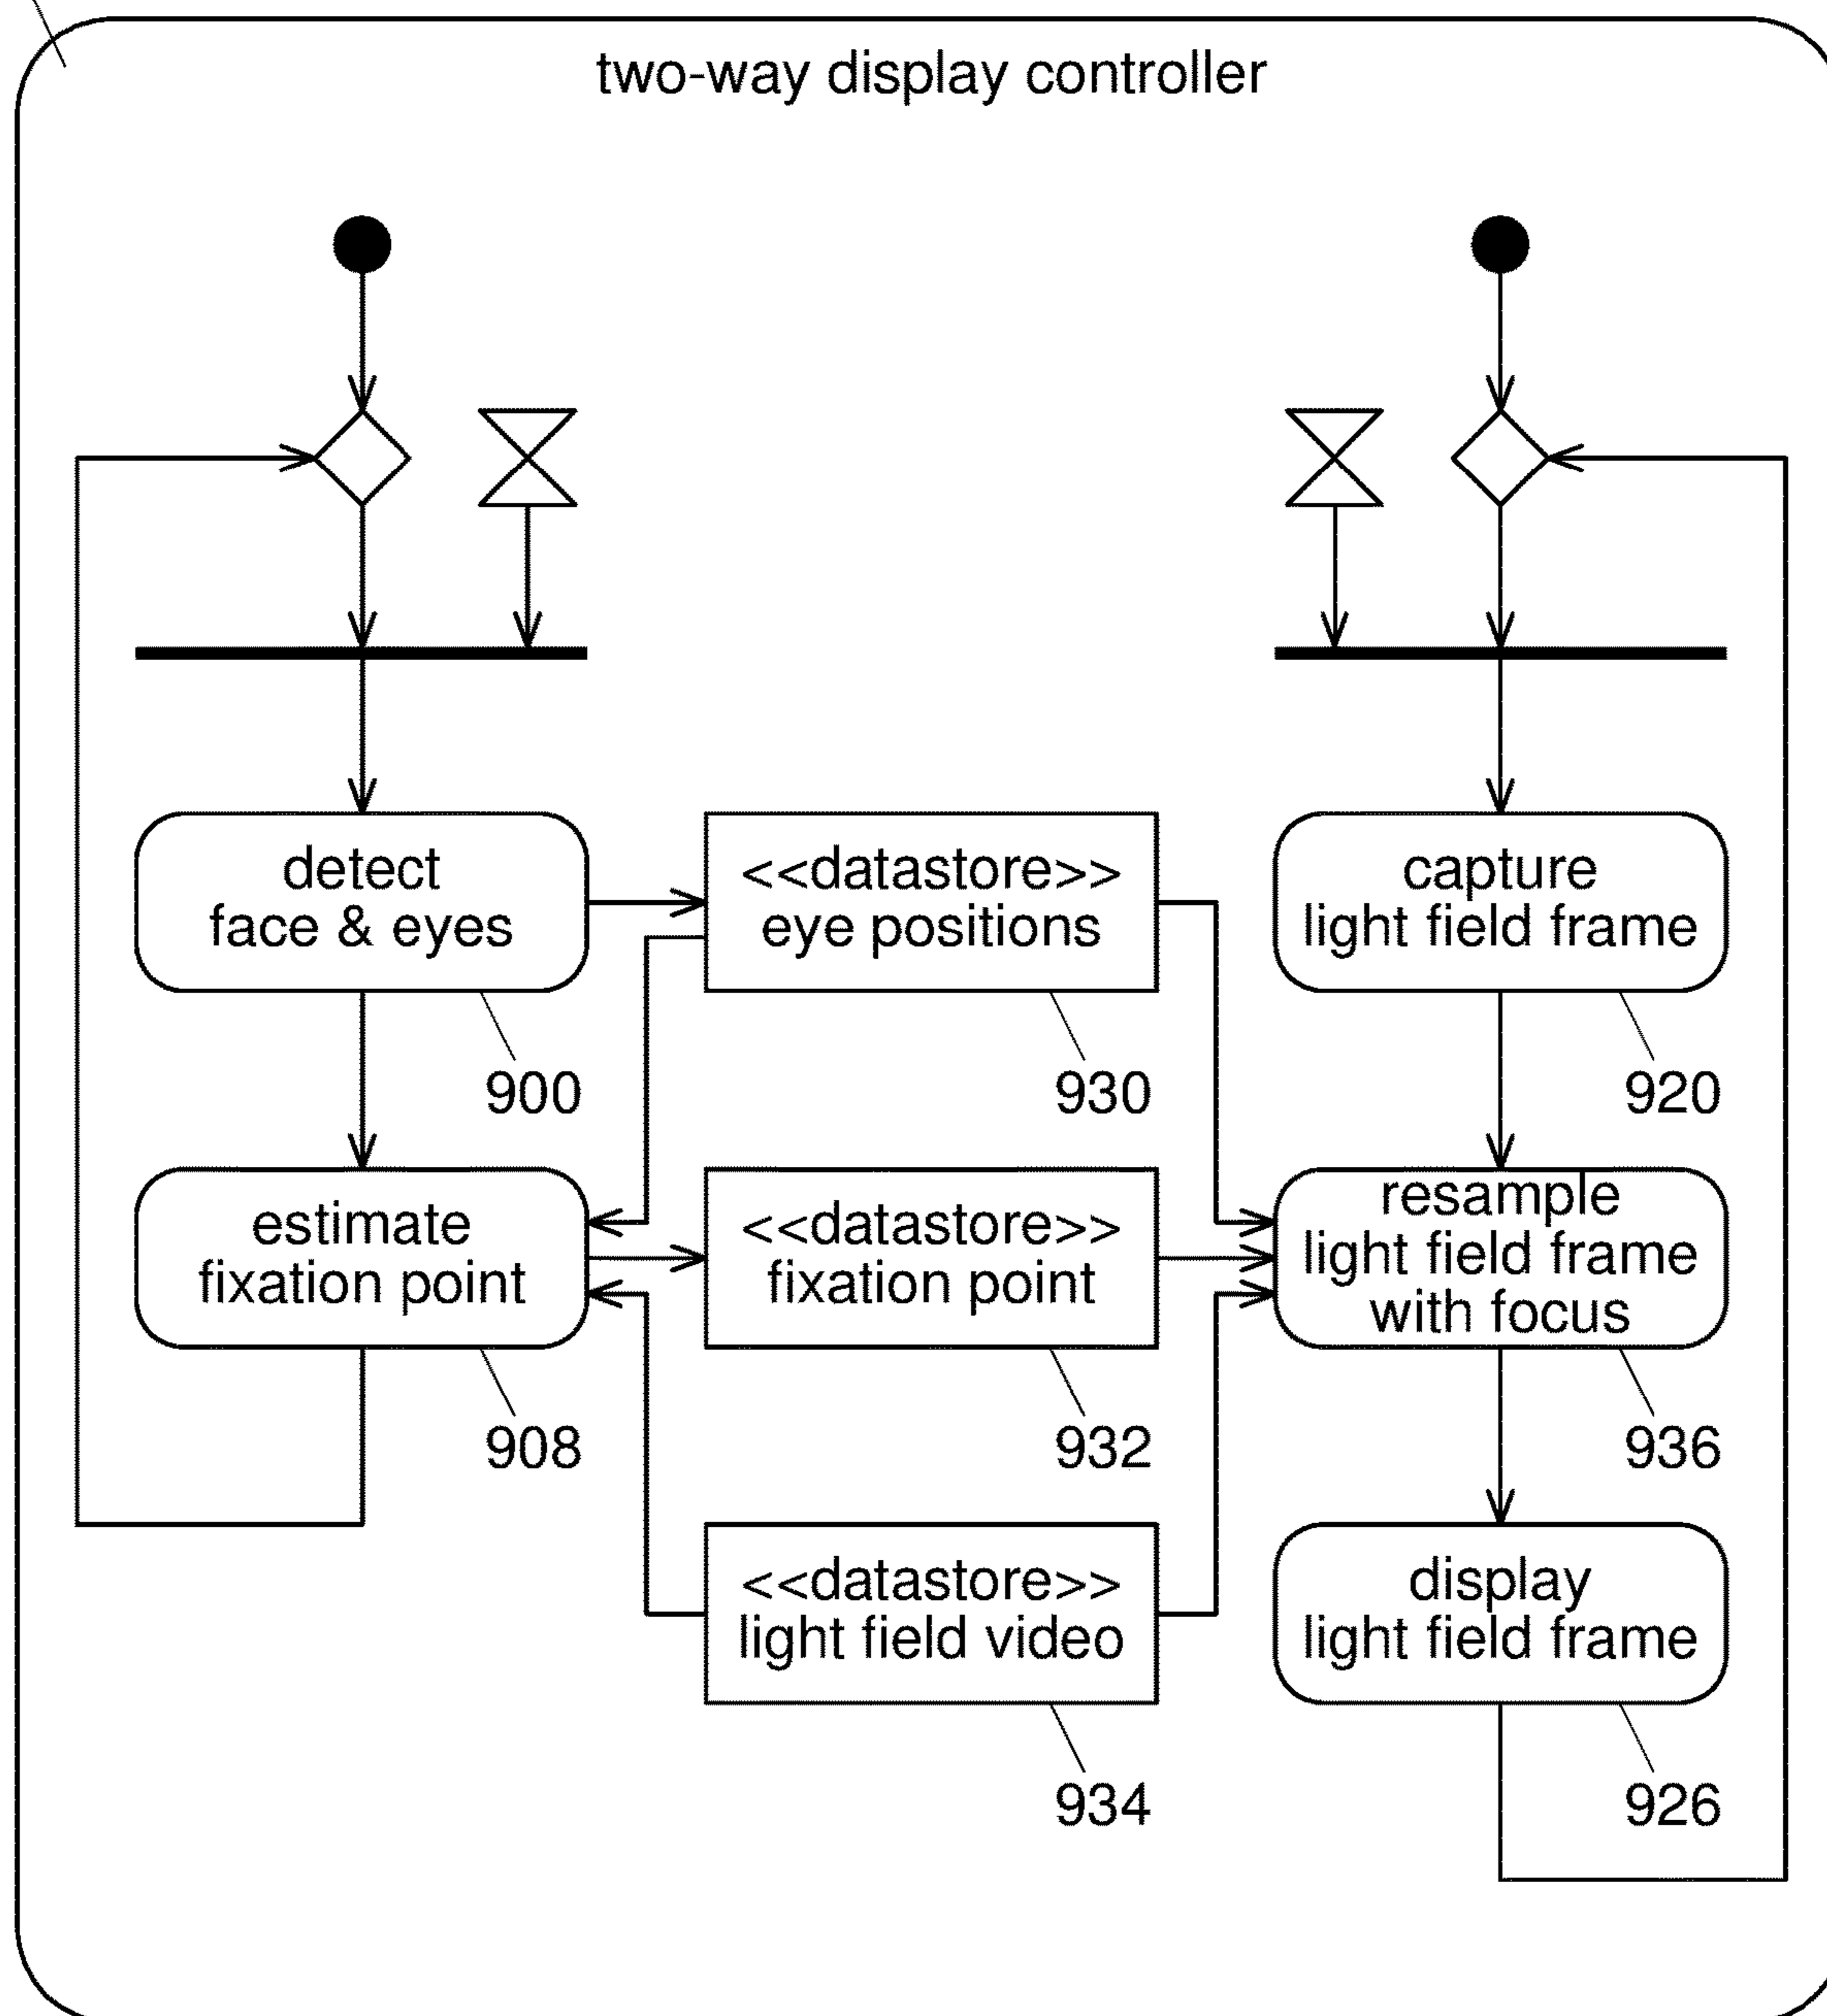 two-way display controller
detect
face & eyes
900
<<datastore>>
eye positions
930
capture
light field frame
920
estimate
fixation point
908
<<datastore>>
fixation point
932
resample
light field frame
with focus
936
<<datastore>>
light field video
934
display
light field frame
926